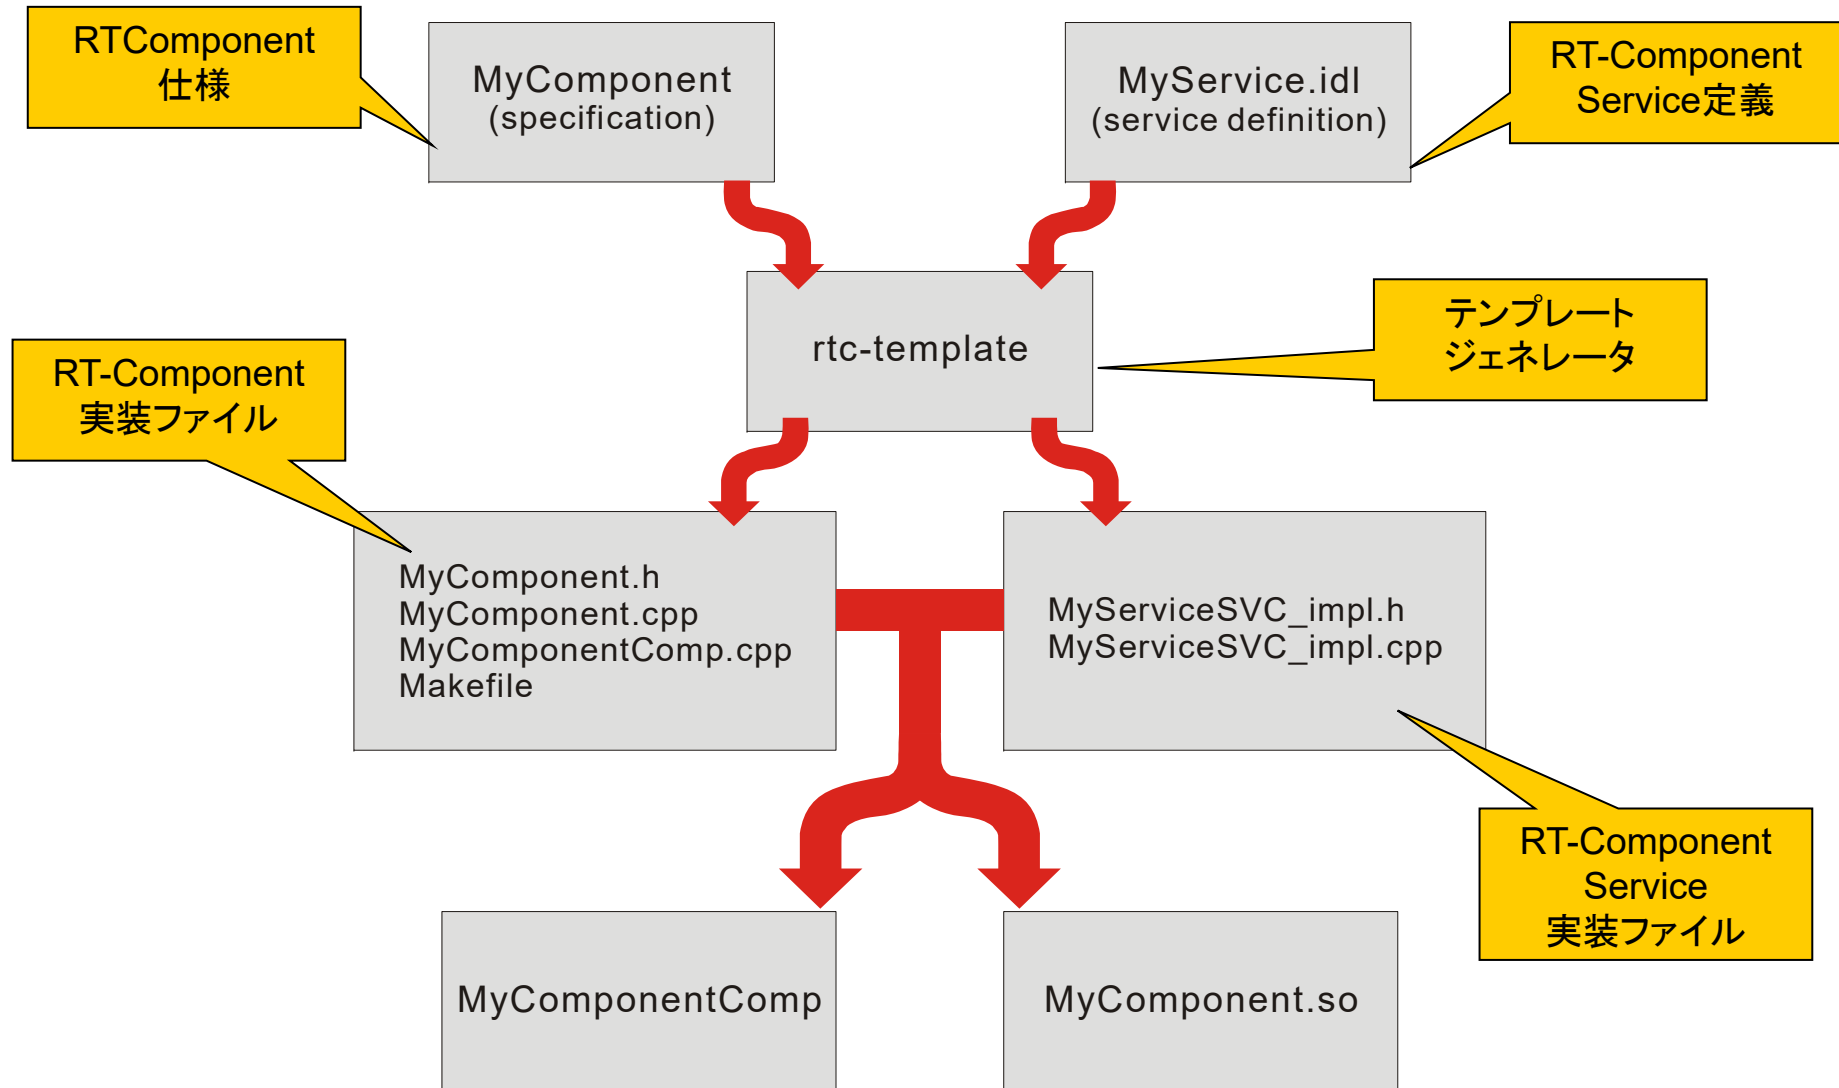 RTComponent
仕様
MyComponent
(specification)
MyService.idl
(service definition)
RT-Component
Service定義
rtc-template
テンプレート
ジェネレータ
RT-Component
実装ファイル
MyComponent.h
MyComponent.cpp
MyComponentComp.cpp
Makefile
MyServiceSVC_impl.h
MyServiceSVC_impl.cpp
RT-Component
Service
実装ファイル
MyComponentComp
MyComponent.so